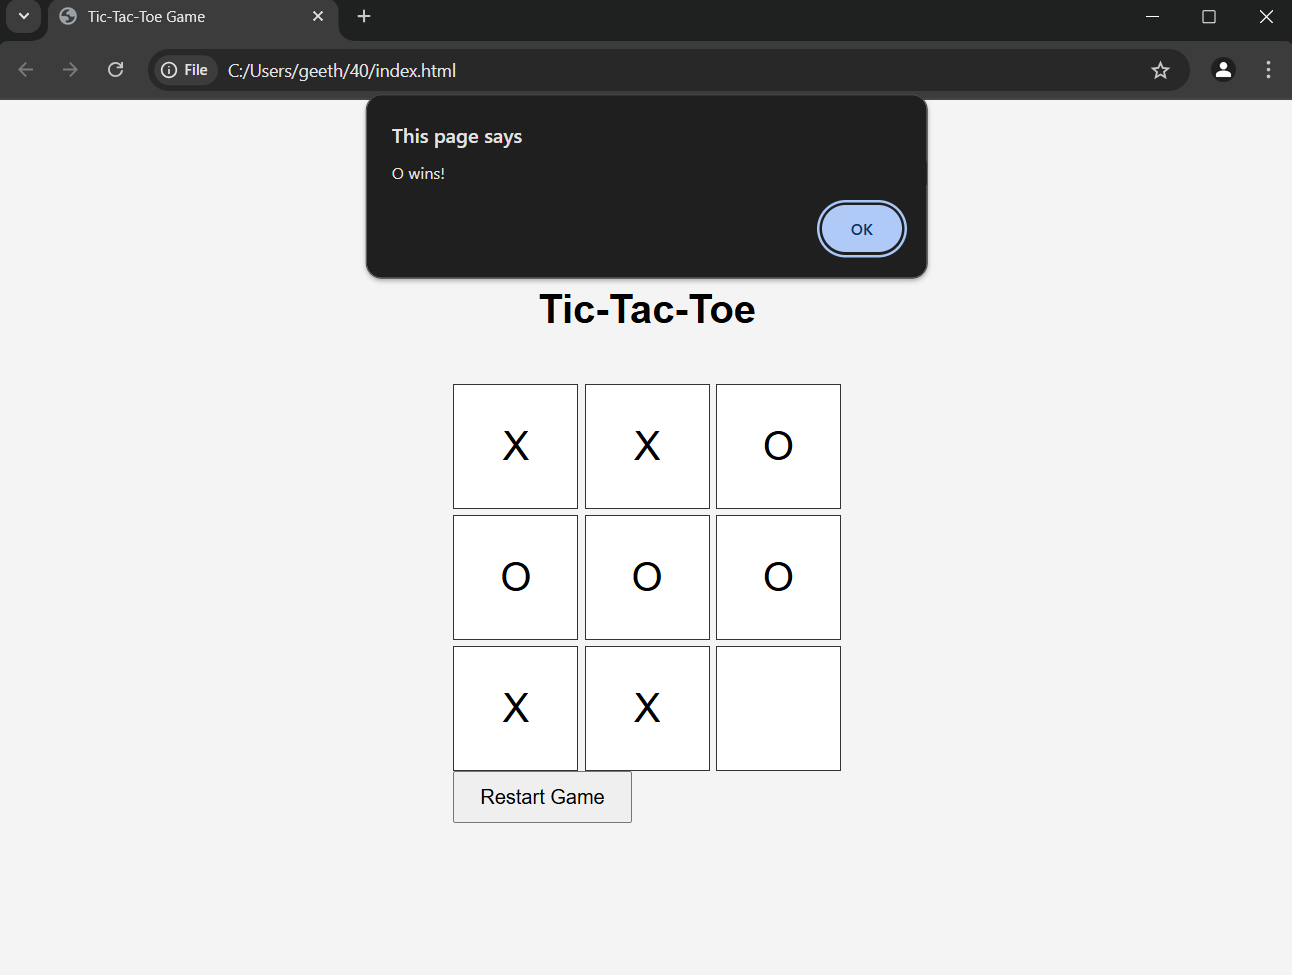 Tic-Tac-Toe Game
File C:/Users/geeth/40/index.html
This page says
O wins!
OK
Tic-Tac-Toe
X X O
O O O
X X
Restart Game